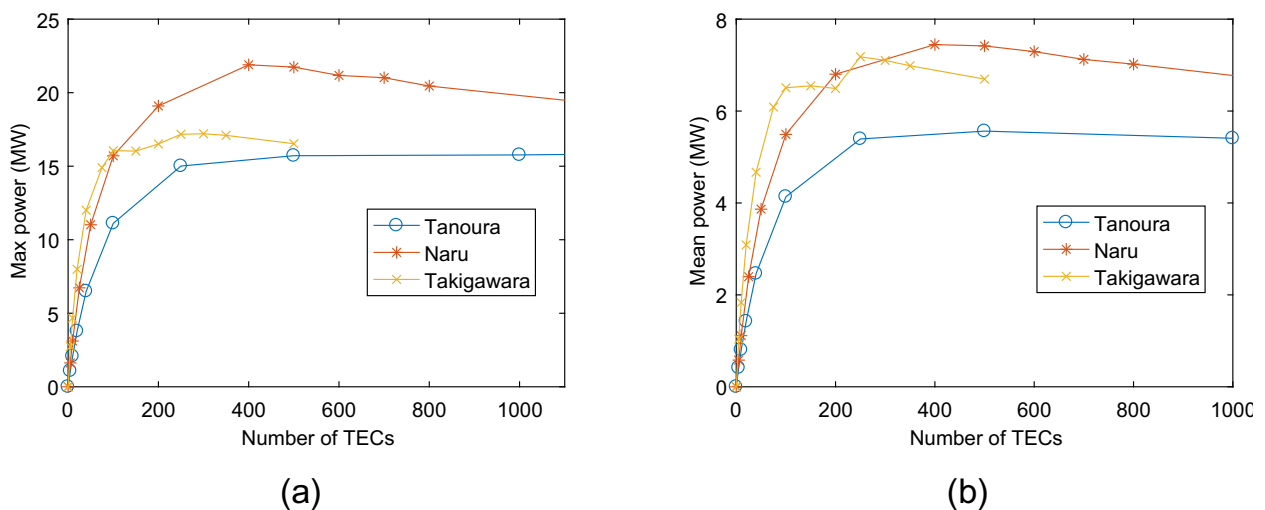 25
20
15
10
5
0
Max power (MW)
Tanoura
Naru
Takigawara
0 200 400 600 800 1000
Number of TECs
(a)
8
6
4
2
0
Mean power (MW)
Tanoura
Naru
Takigawara
0 200 400 600 800 1000
Number of TECs
(b)